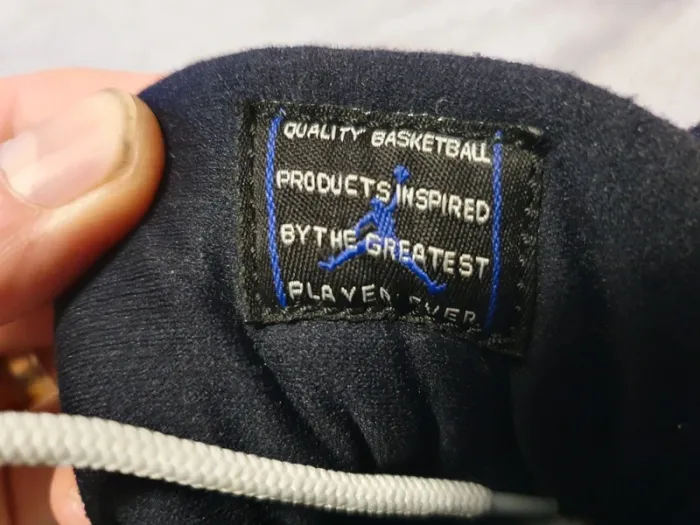 QUALITY BASKETBALL
PRODUCTS INSPIRED
BY THE GREATEST
PLAYER EVER